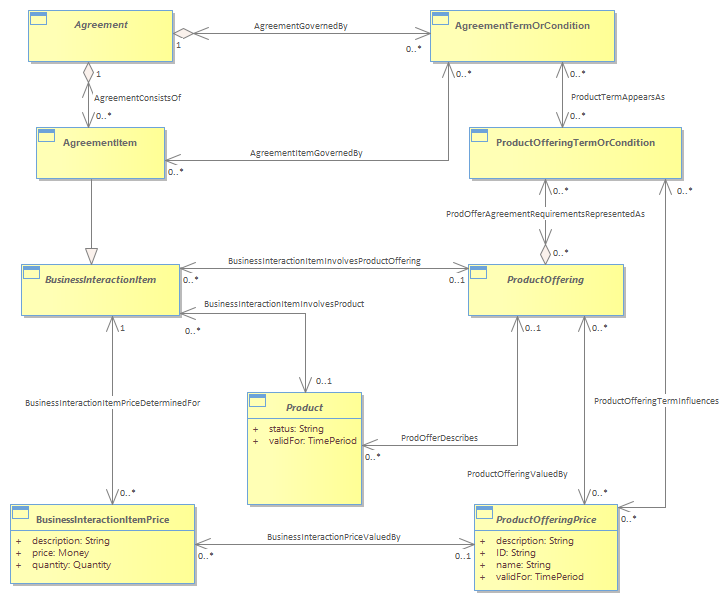 Agreement
AgreementGovernedBy
AgreementTermOrCondition
1
0..*
1
0..*
0..*
AgreementConsistsOf
ProductTermAppearsAs
0..*
0..*
AgreementItem
ProductOfferingTermOrCondition
AgreementItemGovernedBy
0..*
0..*
0..*
ProdOfferAgreementRequirementsRepresentedAs
0..*
BusinessInteractionItemInvolvesProductOffering
BusinessInteractionItem
ProductOffering
0..*
0..1
BusinessInteractionItemInvolvesProduct
1
0..*
0..1
0..*
0..1
BusinessInteractionItemPriceDeterminedFor
ProductOfferingTermInfluences
Product
+ status: String
+ validFor: TimePeriod
ProdOfferDescribes
0..*
ProductOfferingValuedBy
0..*
0..*
BusinessInteractionItemPrice
ProductOfferingPrice
0..*
+ description: String
+ price: Money
+ quantity: Quantity
BusinessInteractionPriceValuedBy
0..*
0..1
+ description: String
+ ID: String
+ name: String
+ validFor: TimePeriod